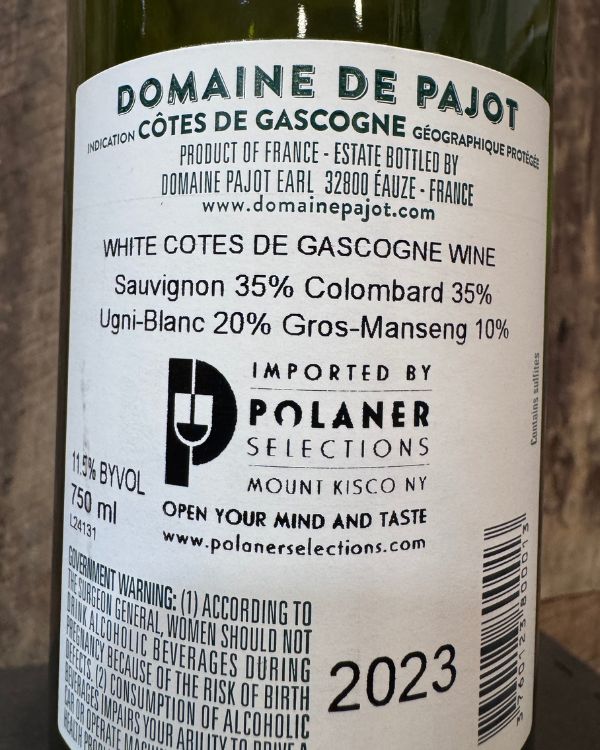 DOMAINE DE PAJOT
INDICATION CÔTES DE GASCOGNE GÉOGRAPHIQUE PROTÉGÉE
PRODUCT OF FRANCE - ESTATE BOTTLED BY
DOMAINE PAJOT EARL 32800 ÉAUZE - FRANCE
www.domainepajot.com
WHITE COTES DE GASCOGNE WINE
Sauvignon 35% Colombard 35%
Ugni-Blanc 20% Gros-Manseng 10%
IMPORTED BY
POLANER
SELECTIONS
MOUNT KISCO NY
OPEN YOUR MIND AND TASTE
www.polanerselections.com
Contains sulfites
11.5% BYVOL
750 ml
L24131
GOVERNMENT WARNING: (1) ACCORDING TO
THE SURGEON GENERAL, WOMEN SHOULD NOT
DRINK ALCOHOLIC BEVERAGES DURING
PREGNANCY BECAUSE OF THE RISK OF BIRTH
DEFECTS. (2) CONSUMPTION OF ALCOHOLIC
BEVERAGES IMPAIRS YOUR ABILITY TO DRIVE A
CAR OR OPERATE
2023
3760123800013